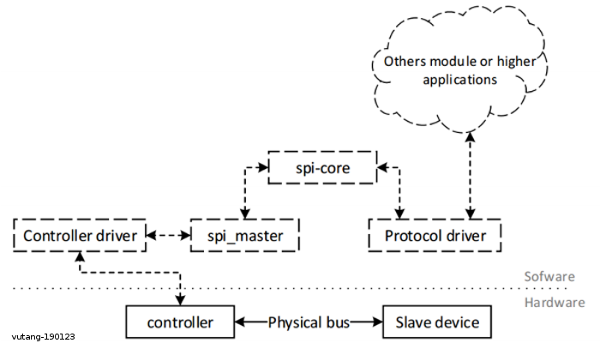 Others module or higher
applications
spi-core
Controller driver
spi_master
Protocol driver
Sofware
Hardware
controller
Physical bus
Slave device
vutang-190123